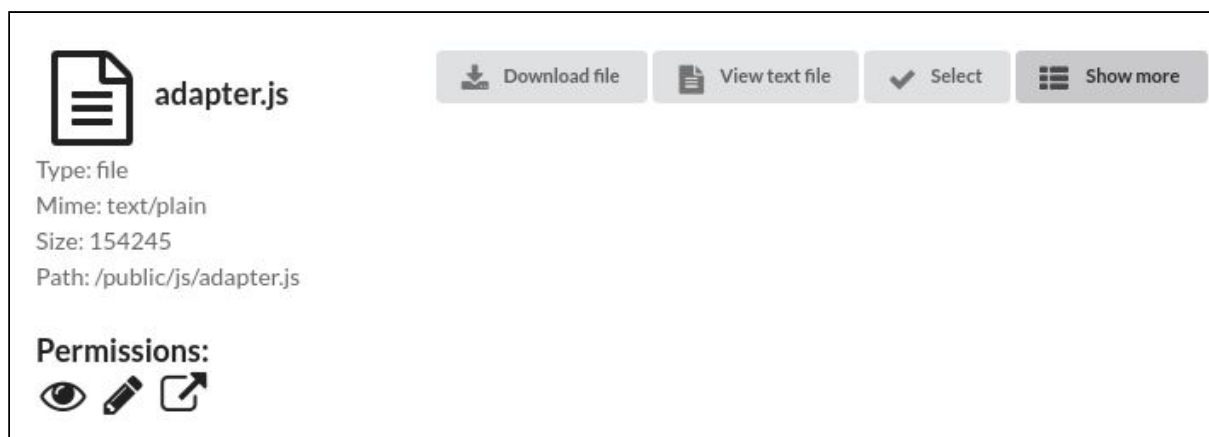 adapter.js
Download file
View text file
Select
Show more
Type: file
Mime: text/plain
Size: 154245
Path: /public/js/adapter.js
Permissions: